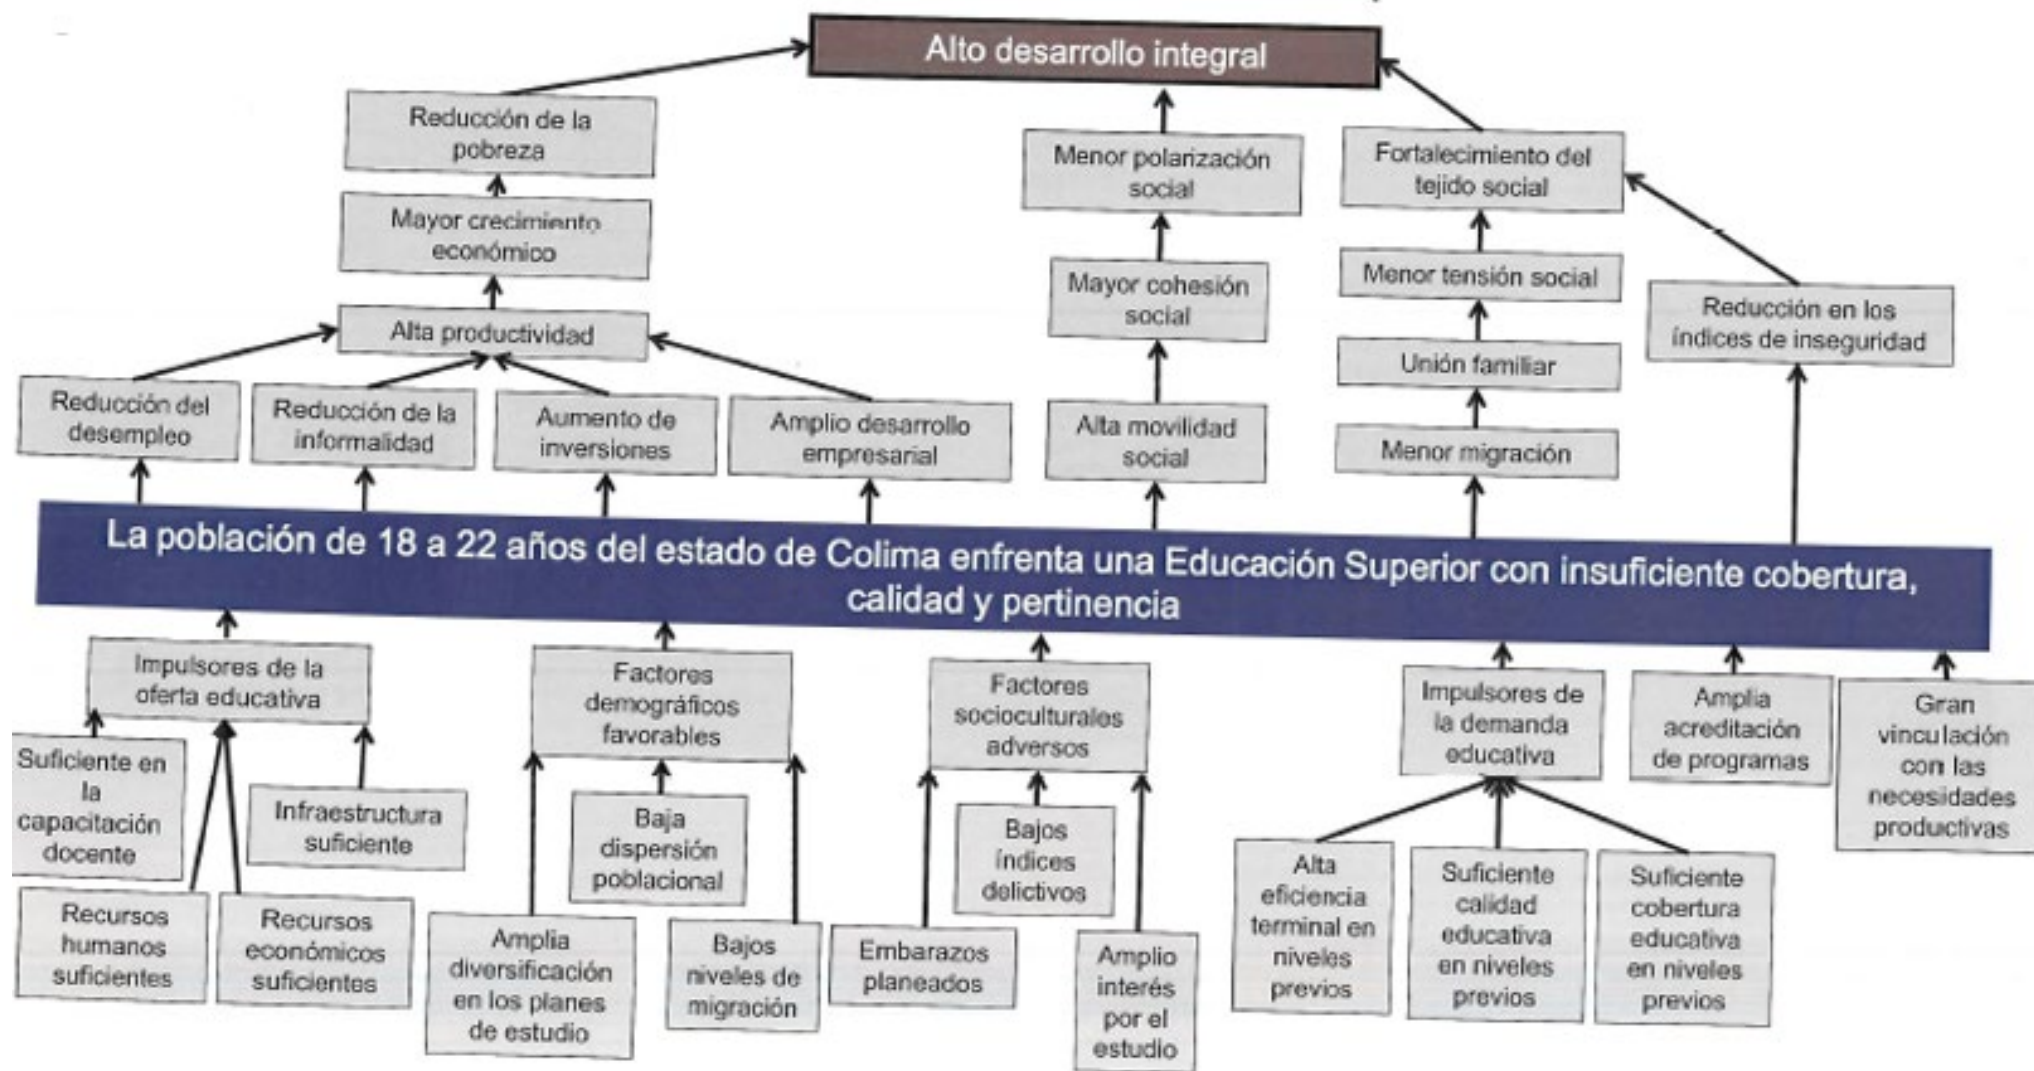 Alto desarrollo integral
Reducción de la
pobreza
Menor polarización
social
Fortalecimiento del
tejido social
Mayor crecimiento
económico
Mayor cohesión
social
Menor tensión social
Reducción en los
índices de inseguridad
Alta productividad
Unión familiar
Reducción del
desempleo
Reducción de la
informalidad
Aumento de
inversiones
Amplio desarrollo
empresarial
Alta movilidad
social
Menor migración
La población de 18 a 22 años del estado de Colima enfrenta una Educación Superior con insuficiente cobertura,
calidad y pertinencia
Impulsores de la
oferta educativa
Factores
demográficos
favorables
Factores
socioculturales
adversos
Impulsores de
la demanda
educativa
Amplia
acreditación
de programas
Gran
vinculación
con las
necesidades
productivas
Suficiente en
la
capacitación
docente
Infraestructura
suficiente
Baja
dispersión
poblacional
Bajos
índices
delictivos
Alta
eficiencia
terminal en
niveles
previos
Suficiente
calidad
educativa
en niveles
previos
Suficiente
cobertura
educativa
en niveles
previos
Recursos
humanos
suficientes
Recursos
económicos
suficientes
Amplia
diversificación
en los planes
de estudio
Bajos
niveles de
migración
Embarazos
planeados
Amplio
interés
por el
estudio